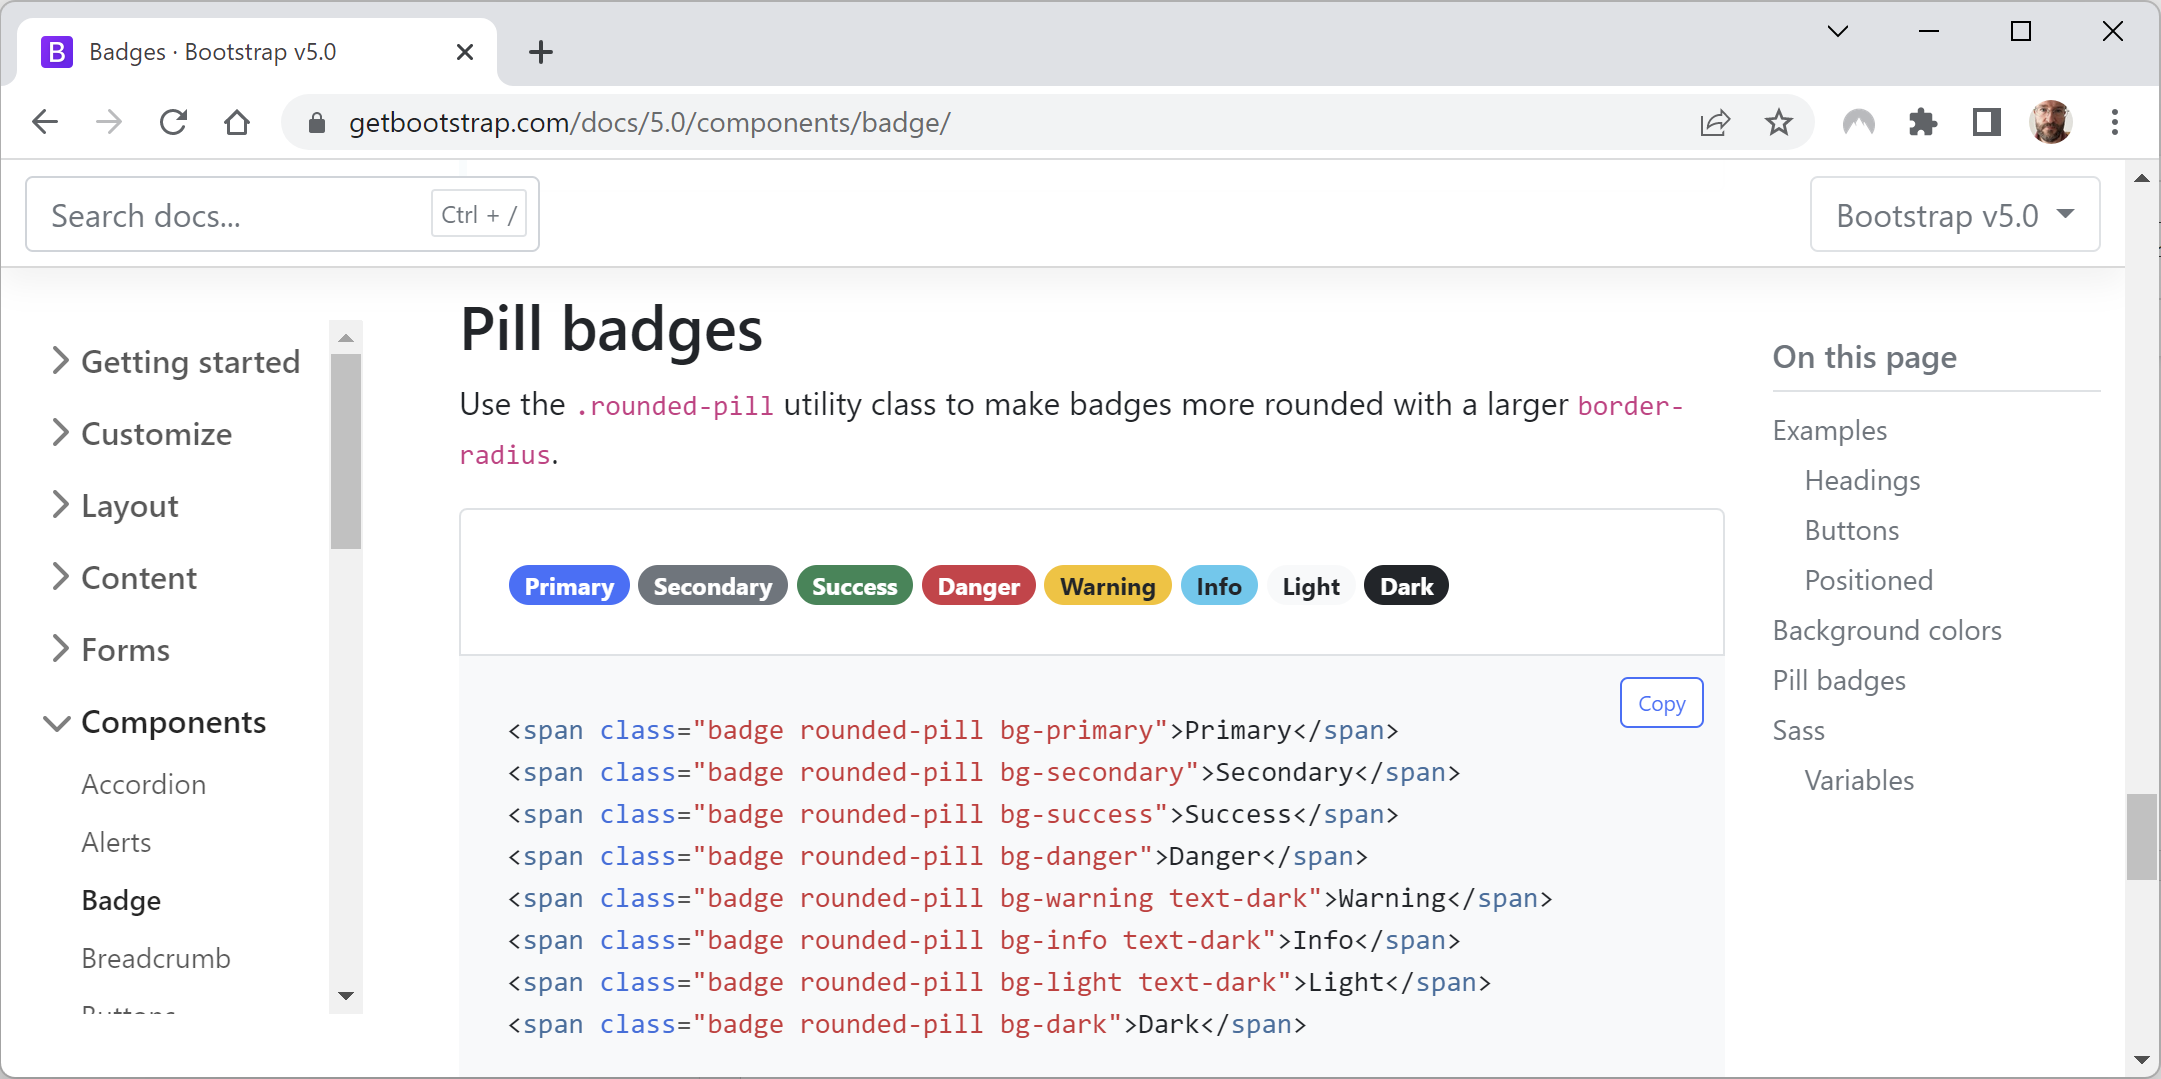 Badges · Bootstrap v5.0
getbootstrap.com/docs/5.0/components/badge/
Search docs...
Ctrl + /
Bootstrap v5.0
Getting started
Customize
Layout
Content
Forms
Components
Accordion
Alerts
Badge
Breadcrumb
Buttons
Pill badges
Use the .rounded-pill utility class to make badges more rounded with a larger border-
radius.
Primary Secondary Success Danger Warning Info Light Dark
Copy
<span class="badge rounded-pill bg-primary">Primary</span>
<span class="badge rounded-pill bg-secondary">Secondary</span>
<span class="badge rounded-pill bg-success">Success</span>
<span class="badge rounded-pill bg-danger">Danger</span>
<span class="badge rounded-pill bg-warning text-dark">Warning</span>
<span class="badge rounded-pill bg-info text-dark">Info</span>
<span class="badge rounded-pill bg-light text-dark">Light</span>
<span class="badge rounded-pill bg-dark">Dark</span>
On this page
Examples
Headings
Buttons
Positioned
Background colors
Pill badges
Sass
Variables